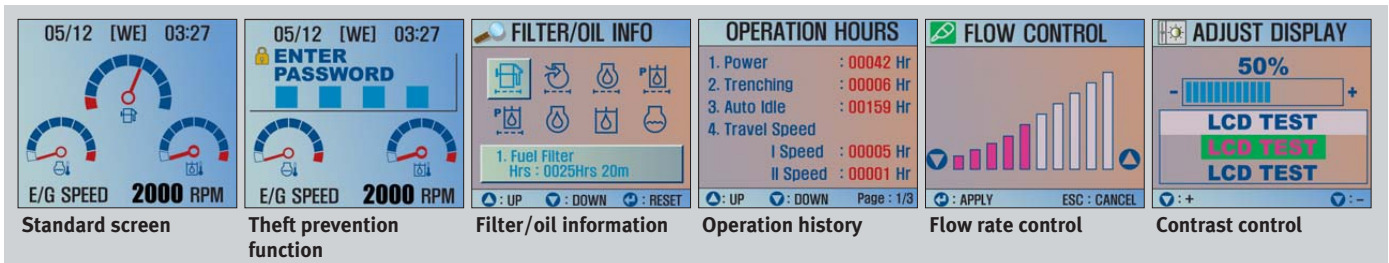 05/12 [WE] 03:27
E/G SPEED 2000 RPM
Standard screen
05/12 [WE] 03:27
ENTER
PASSWORD
E/G SPEED 2000 RPM
Theft prevention
function
FILTER/OIL INFO
P
P
1. Fuel Filter
Hrs : 0025Hrs 20m
: UP : DOWN : RESET
Filter/oil information
OPERATION HOURS
1. Power : 00042 Hr
2. Trenching : 00006 Hr
3. Auto Idle : 00159 Hr
4. Travel Speed
I Speed : 00005 Hr
II Speed : 00001 Hr
: UP : DOWN Page : 1/3
Operation history
FLOW CONTROL
: APPLY ESC : CANCEL
Flow rate control
ADJUST DISPLAY
50%
- +
LCD TEST
LCD TEST
LCD TEST
: + : -
Contrast control